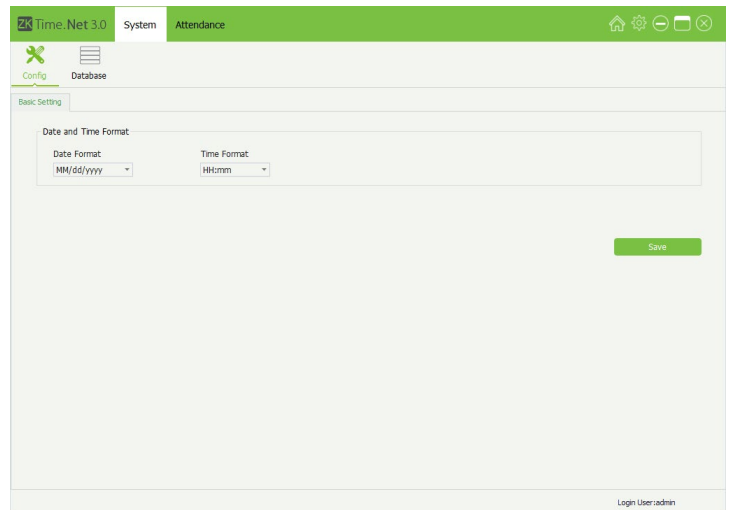 ZK Time.Net 3.0 System Attendance
Config Database
Basic Setting
Date and Time Format
Date Format Time Format
MM/dd/yyyy HH:mm
Save
Login User:admin